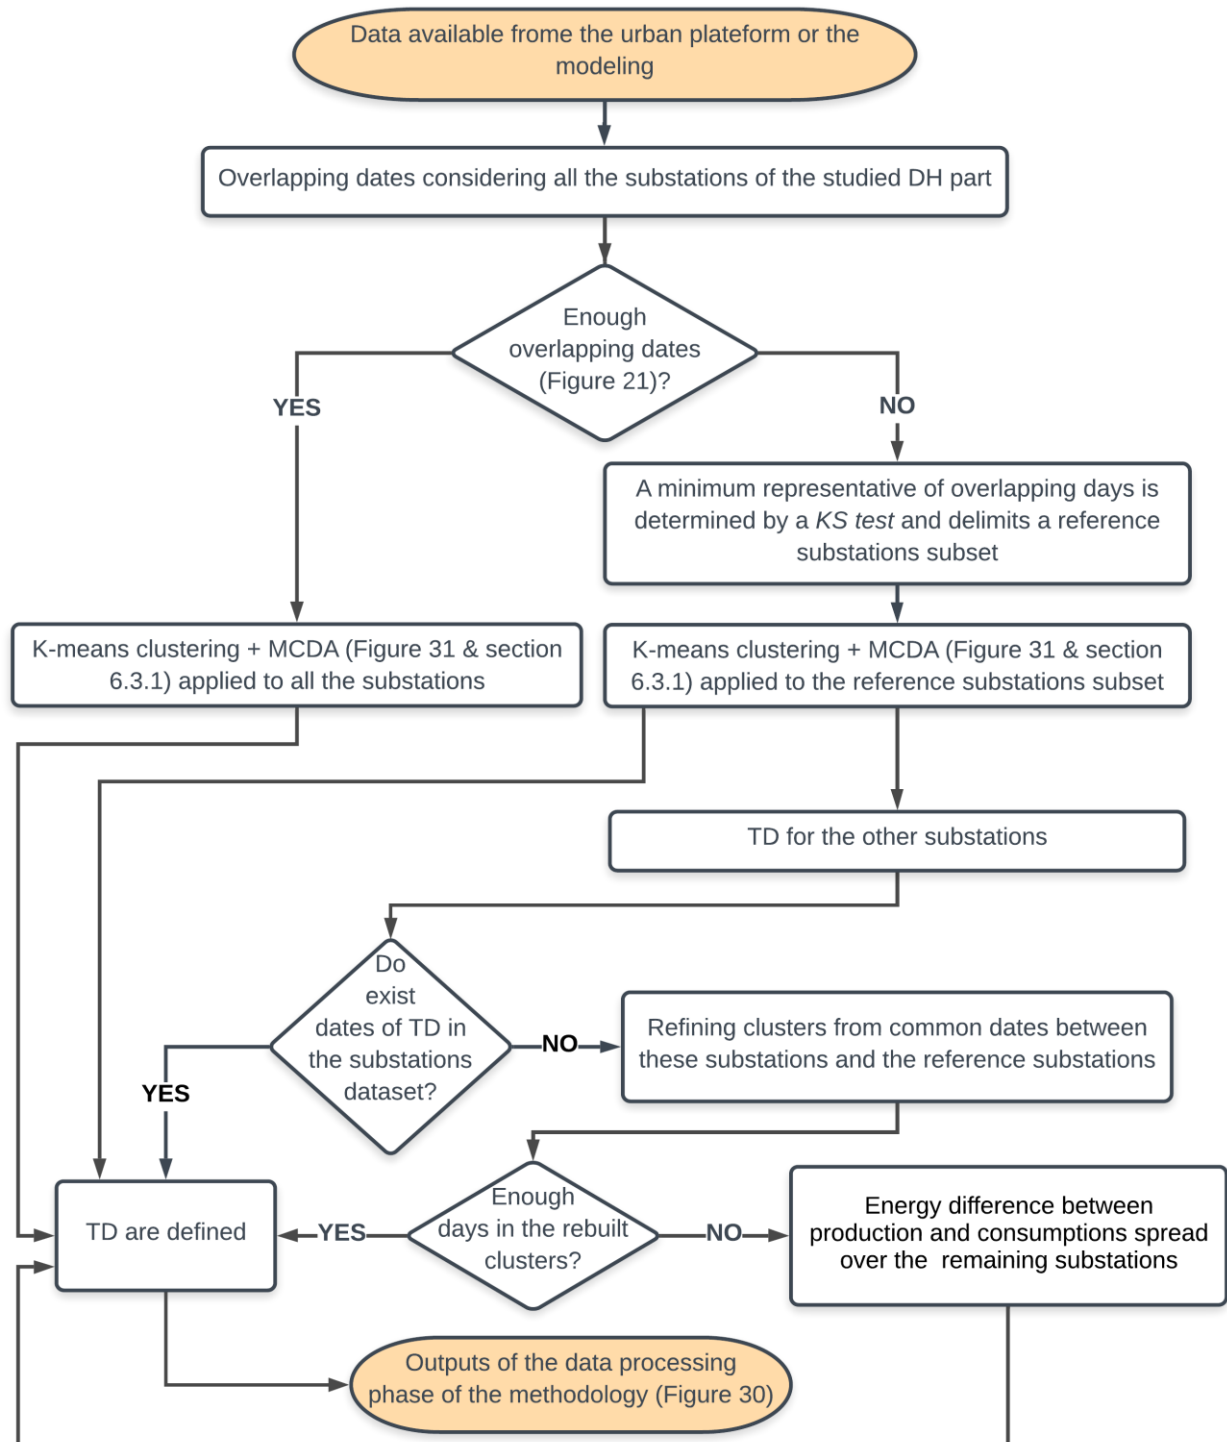 Data available frome the urban plateform or the
modeling
Overlapping dates considering all the substations of the studied DH part
Enough
overlapping dates
(Figure 21)?
YES
NO
A minimum representative of overlapping days is
determined by a KS test and delimits a reference
substations subset
K-means clustering + MCDA (Figure 31 & section
6.3.1) applied to all the substations
K-means clustering + MCDA (Figure 31 & section
6.3.1) applied to the reference substations subset
TD for the other substations
Do
exist
dates of TD in
the substations
dataset?
NO
YES
Refining clusters from common dates between
these substations and the reference substations
Enough
days in the rebuilt
clusters?
YES
NO
TD are defined
Energy difference between
production and consumptions spread
over the remaining substations
Outputs of the data processing
phase of the methodology (Figure 30)